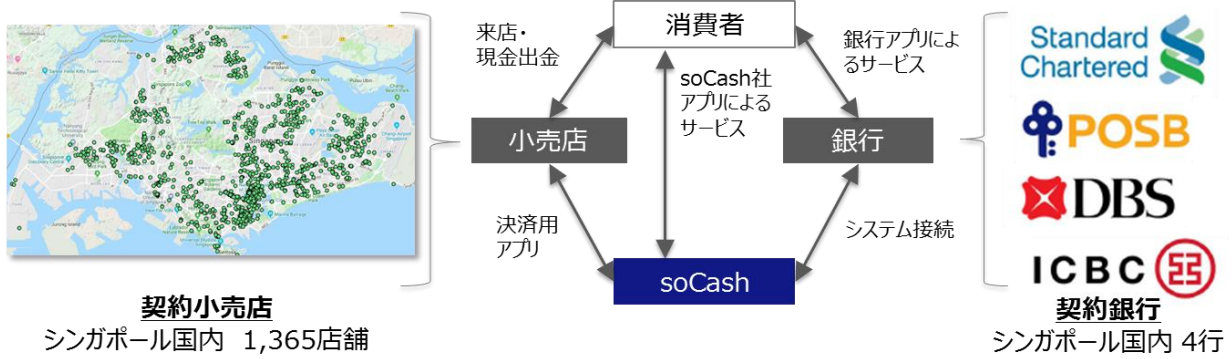 消費者
来店・
現金出金
銀行アプリによ
るサービス
soCash社
アプリによる
サービス
小売店
銀行
決済用
アプリ
システム接続
soCash
契約小売店
シンガポール国内 1,365店舗
Standard
Chartered
POSB
DBS
ICBC
契約銀行
シンガポール国内 4行